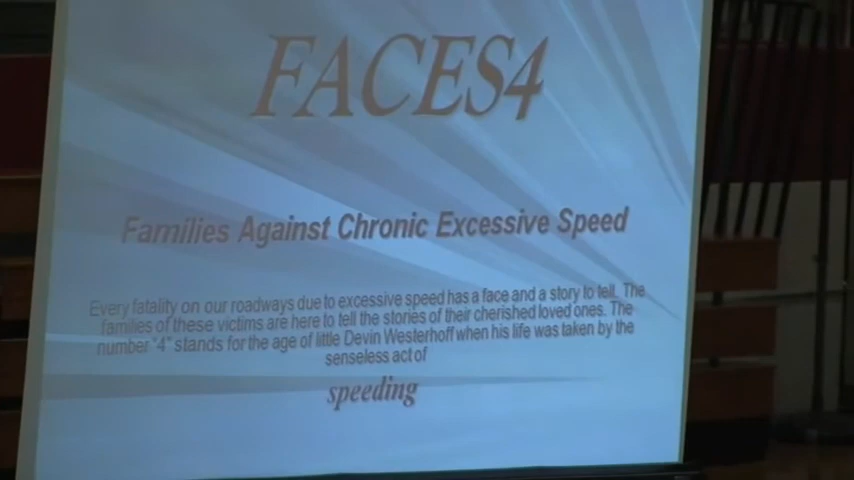 FACES4
Families Against Chronic Excessive Speed
Every fatality on our roadways due to excessive speed has a face and a story to tell. The
families of these victims are here to tell the stories of their cherished loved ones. The
number "4" stands for the age of little Devin Westerhoff when his life was taken by the
senseless act of
speeding